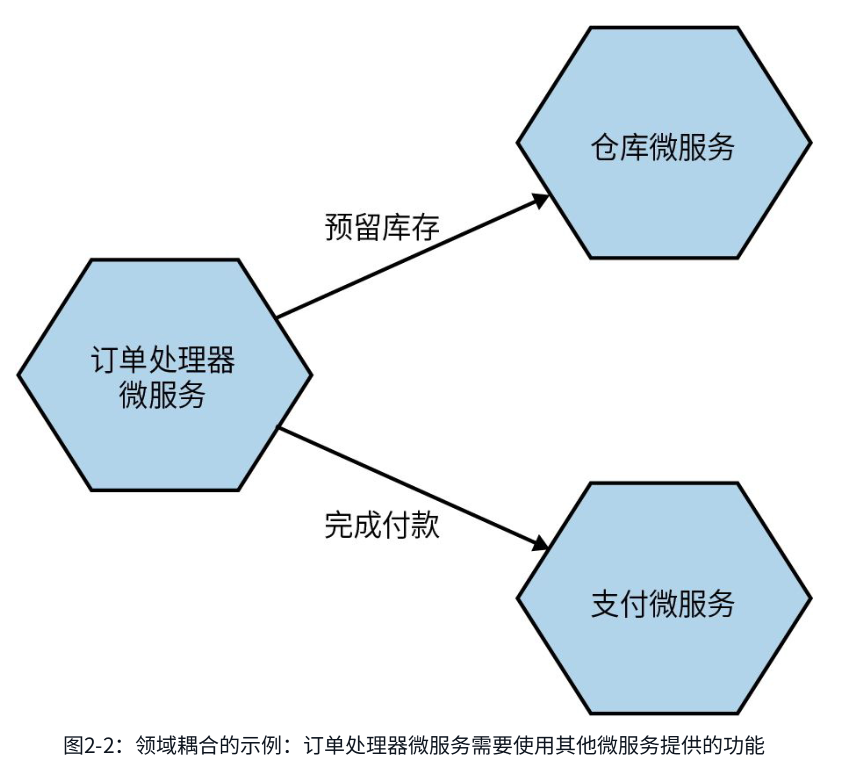 仓库微服务
预留库存
订单处理器
微服务
完成付款
支付微服务
图2-2：领域耦合的示例：订单处理器微服务需要使用其他微服务提供的功能